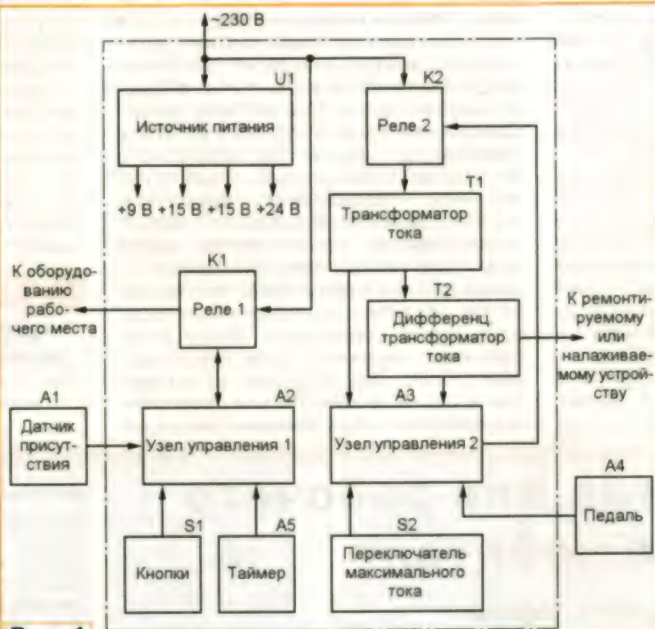 ~230 В
U1
Источник питания
+9 В +15 В +15 В +24 В
K2
Реле 2
T1
Трансформатор
тока
T2
Дифференц.
трансформатор
тока
К оборудо-
ванию
рабо-
чего места
K1
Реле 1
К ремонти-
руемому
или
налаживае-
мому устрой-
ству
A1
Датчик
присут-
ствия
A2
Узел управления 1
A3
Узел управления 2
A4
Педаль
S1
Кнопки
A5
Таймер
S2
Переключатель
максимального
тока